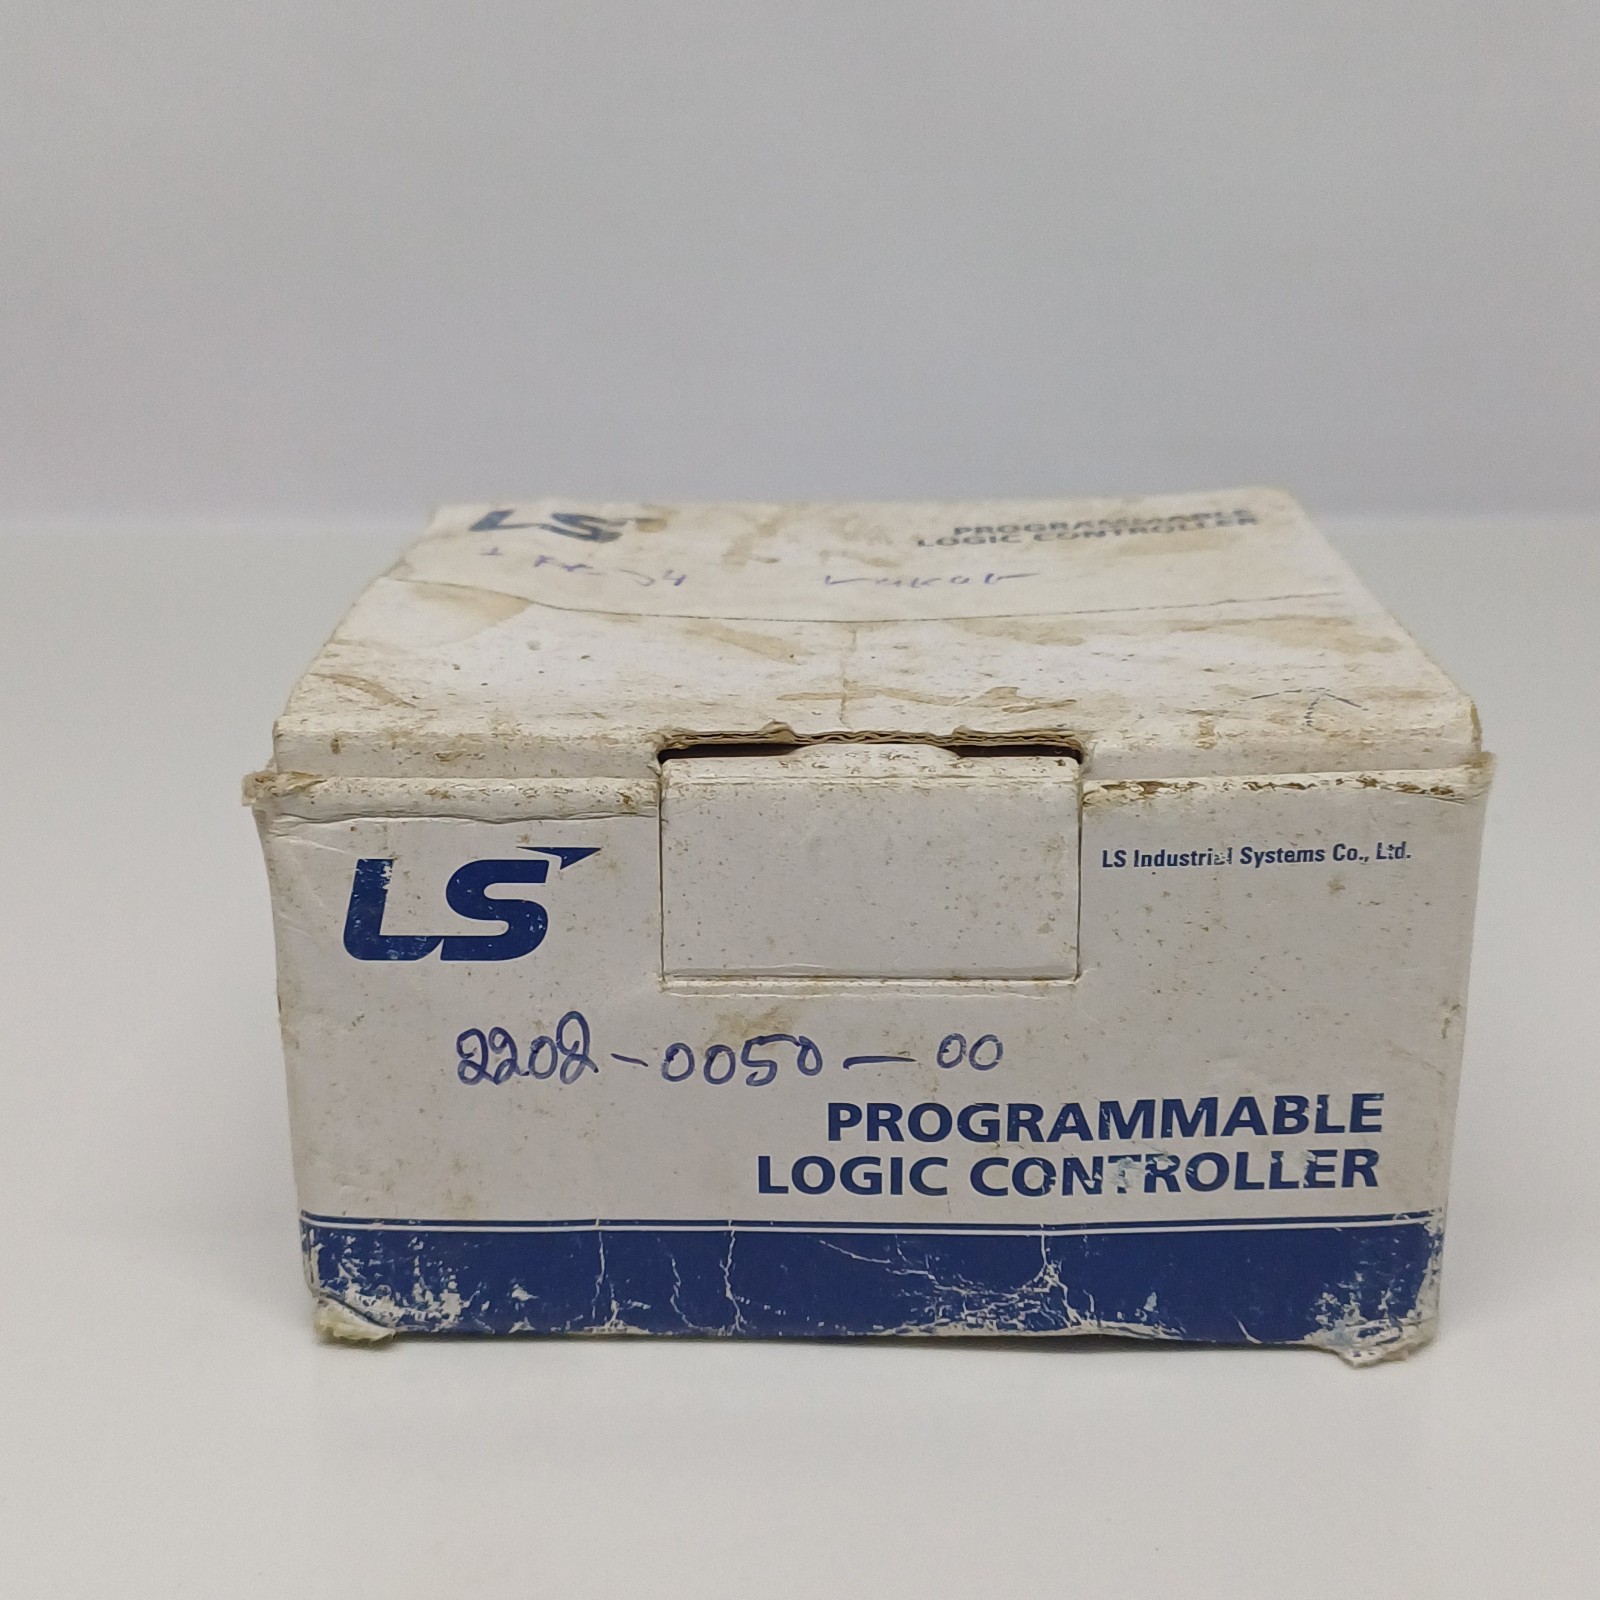 LS
PROGRAMMABLE
LOGIC CONTROLLER
LS
LS Industrial Systems Co., Ltd.
2202-0050-00
PROGRAMMABLE
LOGIC CONTROLLER